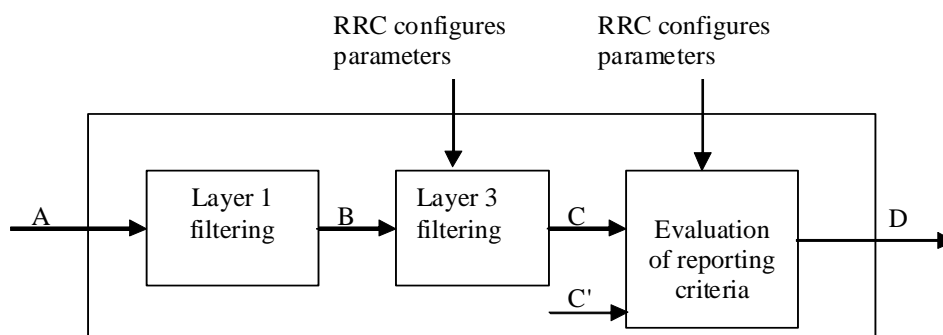 RRC configures
parameters
RRC configures
parameters
Layer 1
filtering
Layer 3
filtering
Evaluation
of reporting
criteria
A
B
C
C'
D